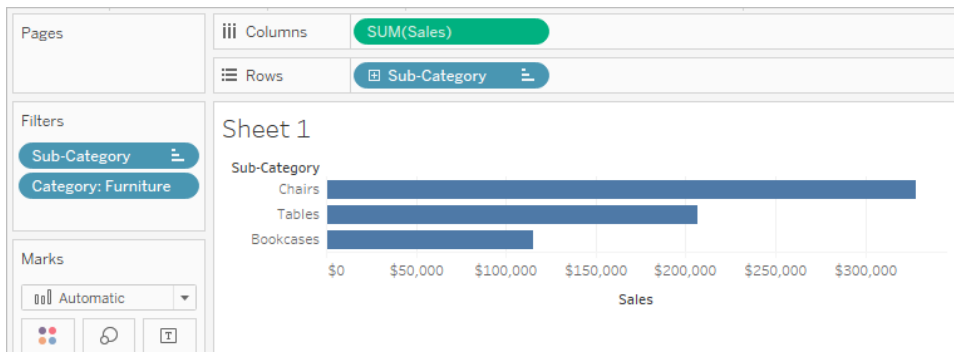 Pages
Columns
SUM(Sales)
Rows
Sub-Category
Filters
Sub-Category
Category: Furniture
Marks
Automatic
T
Sheet 1
Sub-Category
Chairs
Tables
Bookcases
$0 $50,000 $100,000 $150,000 $200,000 $250,000 $300,000
Sales